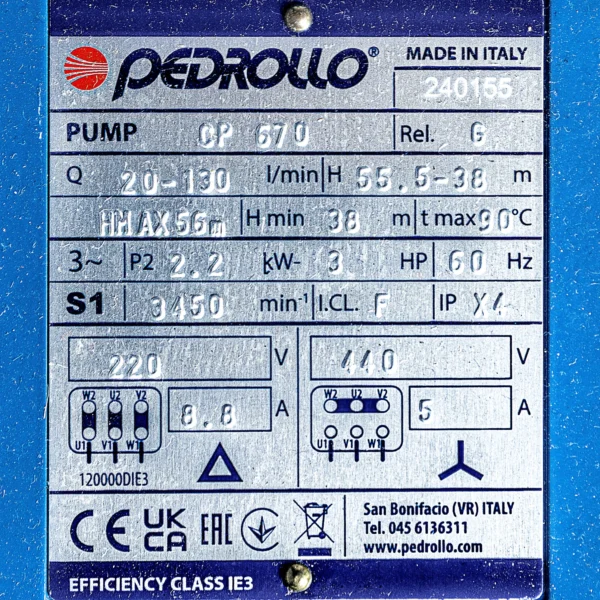 PEDROLLO® MADE IN ITALY
240155
PUMP CP 670 Rel. G
Q 20-130 l/min H 55,5-38 m
HMAX56m H min 38 m t max 90°C
3~ P2 2.2 kW- 3 HP 60 Hz
S1 3450 min⁻¹ I.CL. F IP X4
220 V 440 V
W2 U2 V2 W2 U2 V2
8.8 A 5 A
U1 V1 W1 U1 V1 W1
120000DIE3
CE UK CA EAC
San Bonifacio (VR) ITALY
Tel. 045 6136311
www.pedrollo.com
EFFICIENCY CLASS IE3